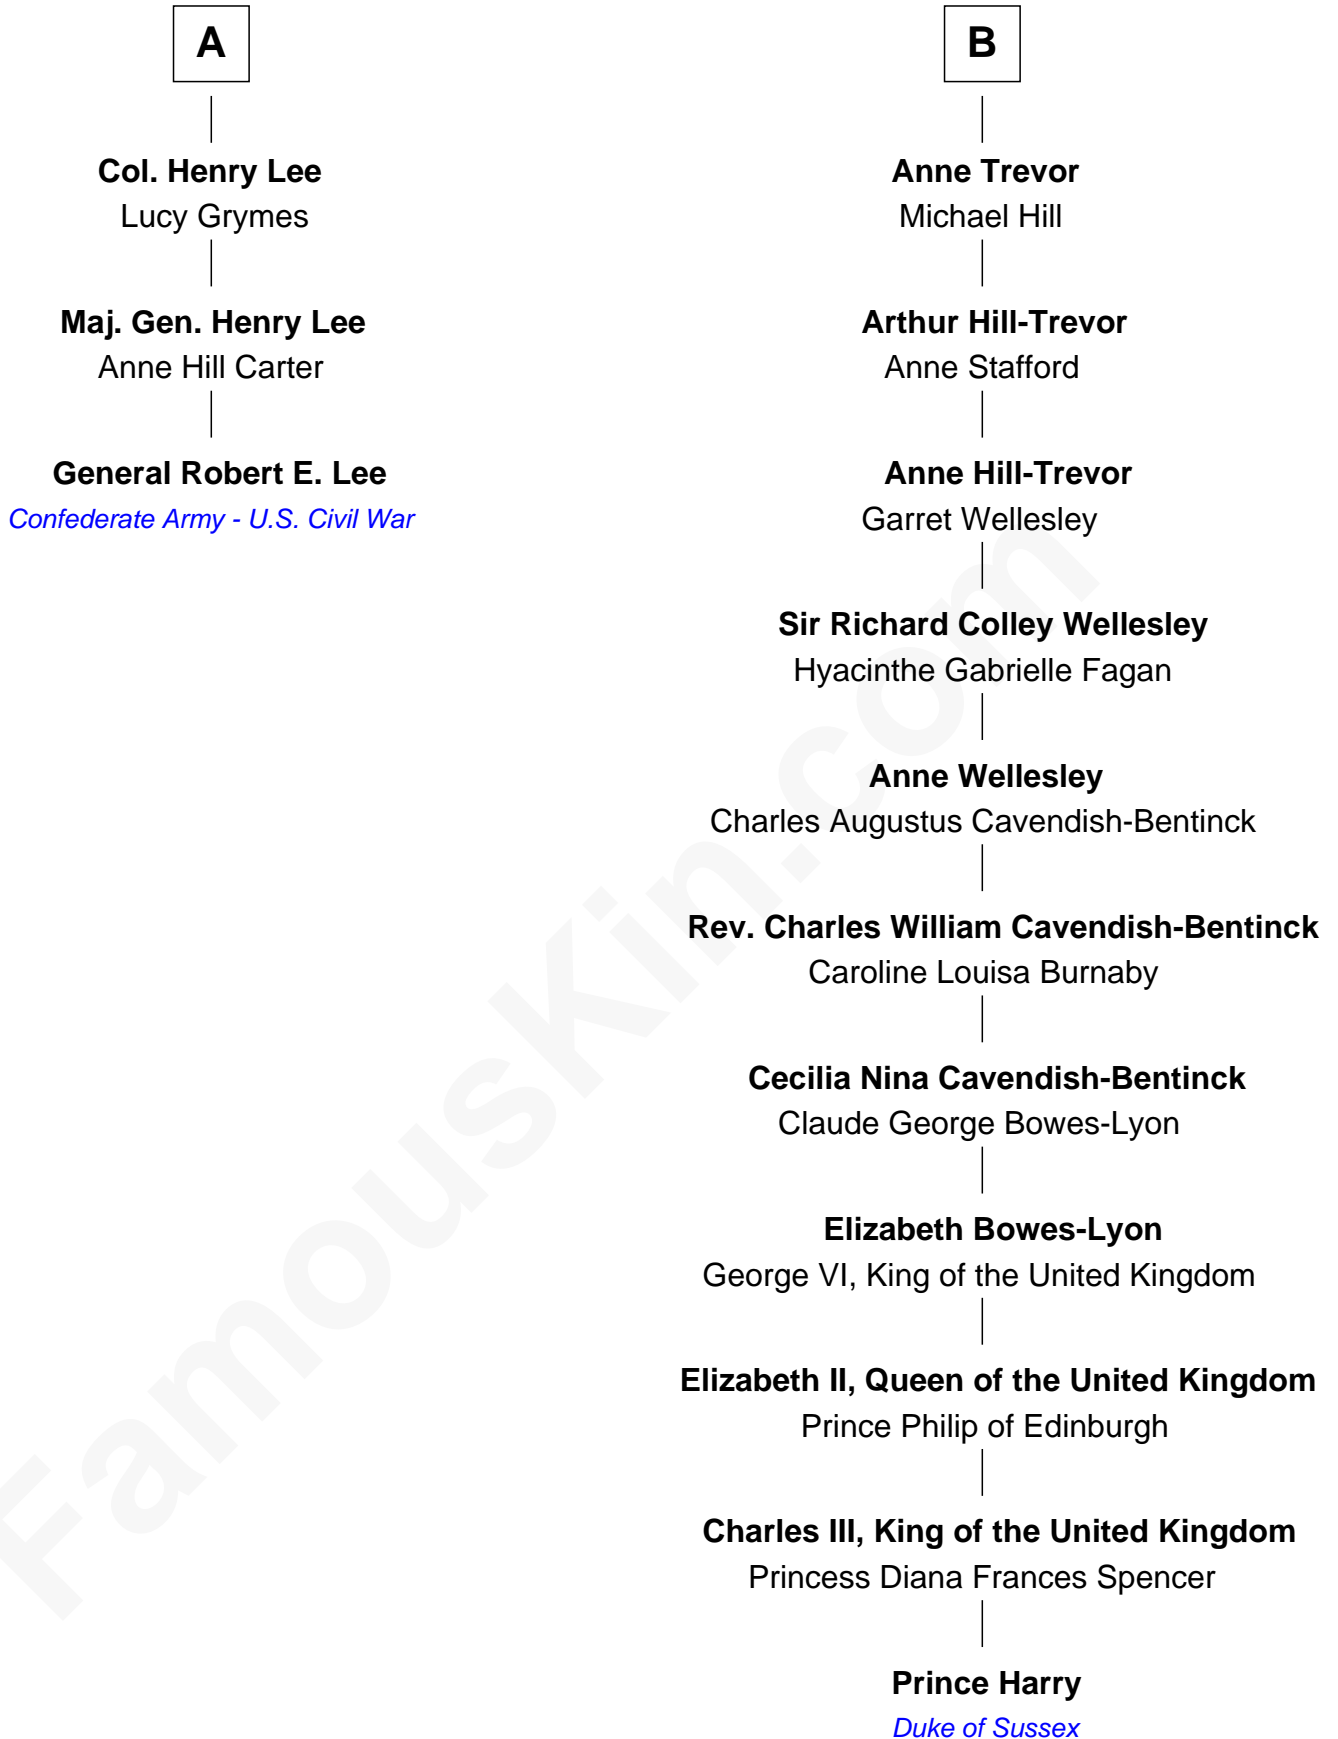 A
Col. Henry Lee
Lucy Grymes
Maj. Gen. Henry Lee
Anne Hill Carter
General Robert E. Lee
Confederate Army - U.S. Civil War
B
Anne Trevor
Michael Hill
Arthur Hill-Trevor
Anne Stafford
Anne Hill-Trevor
Garret Wellesley
Sir Richard Colley Wellesley
Hyacinthe Gabrielle Fagan
Anne Wellesley
Charles Augustus Cavendish-Bentinck
Rev. Charles William Cavendish-Bentinck
Caroline Louisa Burnaby
Cecilia Nina Cavendish-Bentinck
Claude George Bowes-Lyon
Elizabeth Bowes-Lyon
George VI, King of the United Kingdom
Elizabeth II, Queen of the United Kingdom
Prince Philip of Edinburgh
Charles III, King of the United Kingdom
Princess Diana Frances Spencer
Prince Harry
Duke of Sussex
FamousKin.com